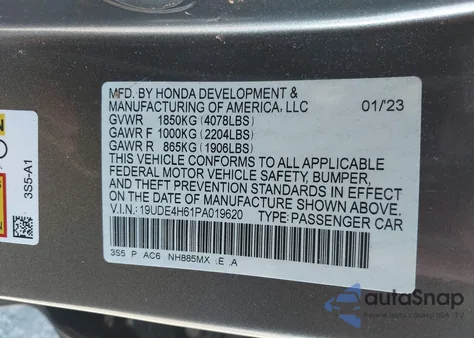 MFD. BY HONDA DEVELOPMENT &
MANUFACTURING OF AMERICA, LLC 01/'23
GVWR 1850KG (4078LBS)
GAWR F 1000KG (2204LBS)
GAWR R 865KG (1906LBS)
THIS VEHICLE CONFORMS TO ALL APPLICABLE
FEDERAL MOTOR VEHICLE SAFETY, BUMPER,
AND THEFT PREVENTION STANDARDS IN EFFECT
ON THE DATE OF MANUFACTURE SHOWN ABOVE.
V.I.N.: 19UDE4H61PA019620 TYPE: PASSENGER CAR
3S5 P AC6 NH885MX .E .A
3S5-A1
autoSnap